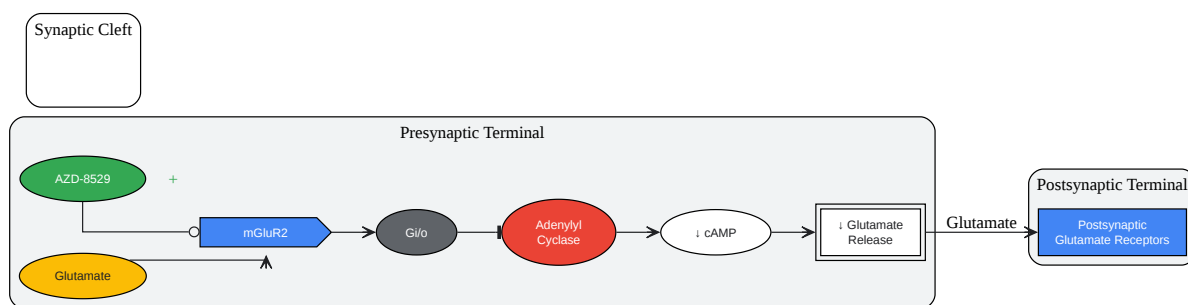 Synaptic Cleft
Presynaptic Terminal
AZD-8529
+
Postsynaptic Terminal
mGluR2
Gi/o
Adenylyl
Cyclase
↓ cAMP
↓ Glutamate
Release
Glutamate
Postsynaptic
Glutamate Receptors
Glutamate